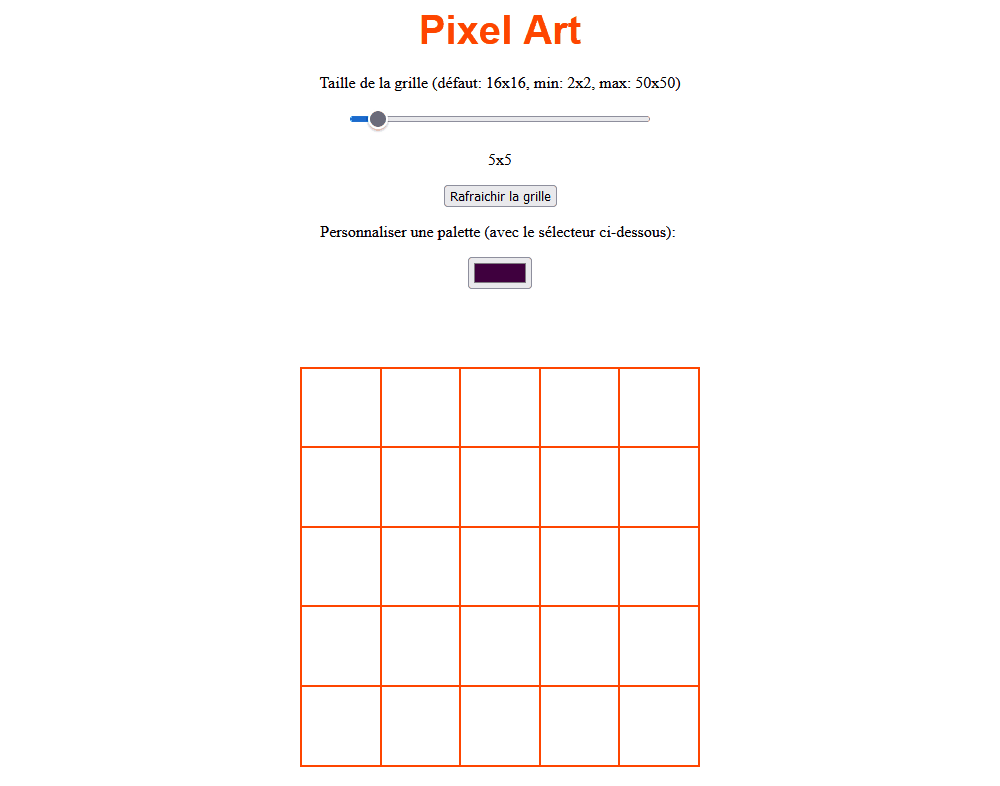 Pixel Art
Taille de la grille (défaut: 16x16, min: 2x2, max: 50x50)
5x5
Rafraichir la grille
Personnaliser une palette (avec le sélecteur ci-dessous):